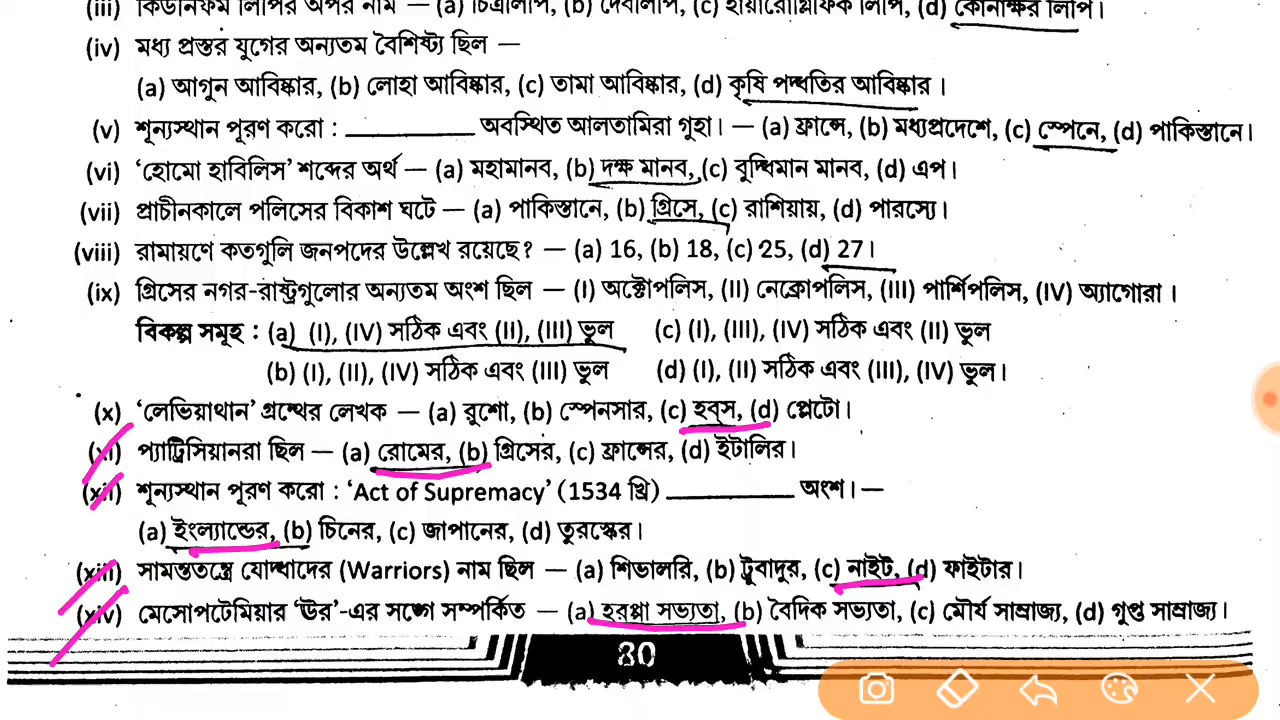 (iii) কিউনিফর্ম লিপির অপর নাম — (a) চিত্রলিপি, (b) দেবলিপি, (c) হায়ারোগ্লিফিক লিপি, (d) কোনাক্ষর লিপি।
(iv) মধ্য প্রস্তর যুগের অন্যতম বৈশিষ্ট্য ছিল —
(a) আগুন আবিষ্কার, (b) লোহা আবিষ্কার, (c) তামা আবিষ্কার, (d) কৃষি পদ্ধতির আবিষ্কার।
(v) শূন্যস্থান পূরণ করো : __________ অবস্থিত আলতামিরা গুহা। — (a) ফ্রান্সে, (b) মধ্যপ্রদেশে, (c) স্পেনে, (d) পাকিস্তানে।
(vi) ‘হোমো হাবিলিস’ শব্দের অর্থ — (a) মহামানব, (b) দক্ষ মানব, (c) বুদ্ধিমান মানব, (d) এপ।
(vii) প্রাচীনকালে পলিসের বিকাশ ঘটে — (a) পাকিস্তানে, (b) গ্রিসে, (c) রাশিয়ায়, (d) পারস্যে।
(viii) রামায়ণে কতগুলি জনপদের উল্লেখ রয়েছে? — (a) 16, (b) 18, (c) 25, (d) 27।
(ix) গ্রিসের নগর-রাষ্ট্রগুলোর অন্যতম অংশ ছিল — (I) অক্টোপলিস, (II) নেক্রোপলিস, (III) পার্শিপলিস, (IV) অ্যাগোরা।
বিকল্প সমূহ : (a) (I), (IV) সঠিক এবং (II), (III) ভুল (c) (I), (III), (IV) সঠিক এবং (II) ভুল
(b) (I), (II), (IV) সঠিক এবং (III) ভুল (d) (I), (II) সঠিক এবং (III), (IV) ভুল।
(x) ‘লেভিয়াথান’ গ্রন্থের লেখক — (a) রুশো, (b) স্পেনসার, (c) হব্‌স, (d) প্লেটো।
(xi) প্যাট্রিসিয়ানরা ছিল — (a) রোমের, (b) গ্রিসের, (c) ফ্রান্সের, (d) ইটালির।
(xii) শূন্যস্থান পূরণ করো : ‘Act of Supremacy’ (1534 খ্রি) __________ অংশ। —
(a) ইংল্যান্ডের, (b) চিনের, (c) জাপানের, (d) তুরস্কের।
(xiii) সামন্ততন্ত্রে যোদ্ধাদের (Warriors) নাম ছিল — (a) শিভালরি, (b) ট্রুবাদুর, (c) নাইট, (d) ফাইটার।
(xiv) মেসোপটেমিয়ার ‘ঊর’-এর সঙ্গে সম্পর্কিত — (a) হরপ্পা সভ্যতা, (b) বৈদিক সভ্যতা, (c) মৌর্য সাম্রাজ্য, (d) গুপ্ত সাম্রাজ্য।
80